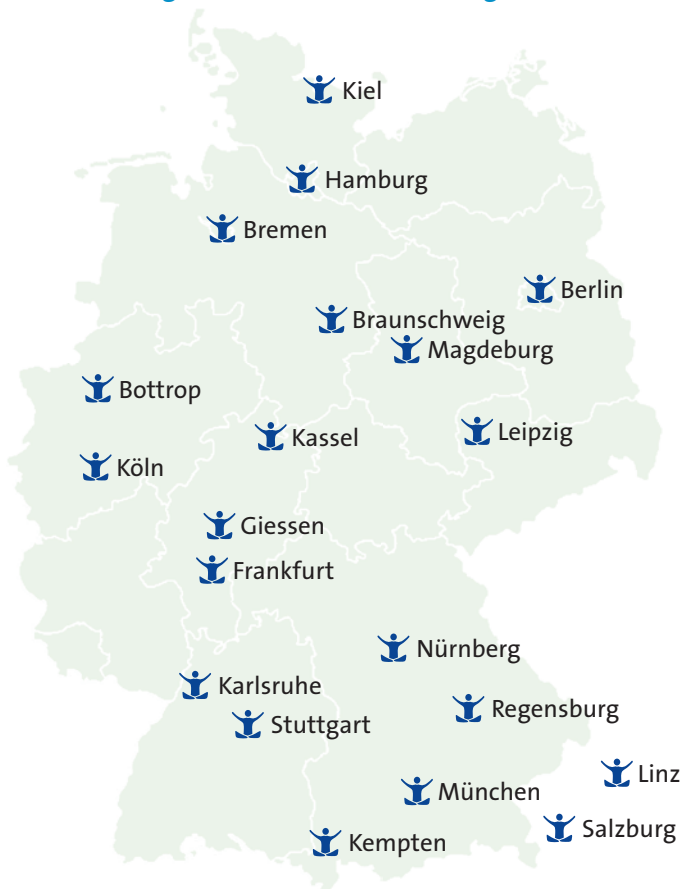 Kiel
Hamburg
Bremen
Berlin
Braunschweig
Magdeburg
Bottrop
Leipzig
Kassel
Köln
Giessen
Frankfurt
Nürnberg
Karlsruhe
Regensburg
Stuttgart
Linz
München
Salzburg
Kempten